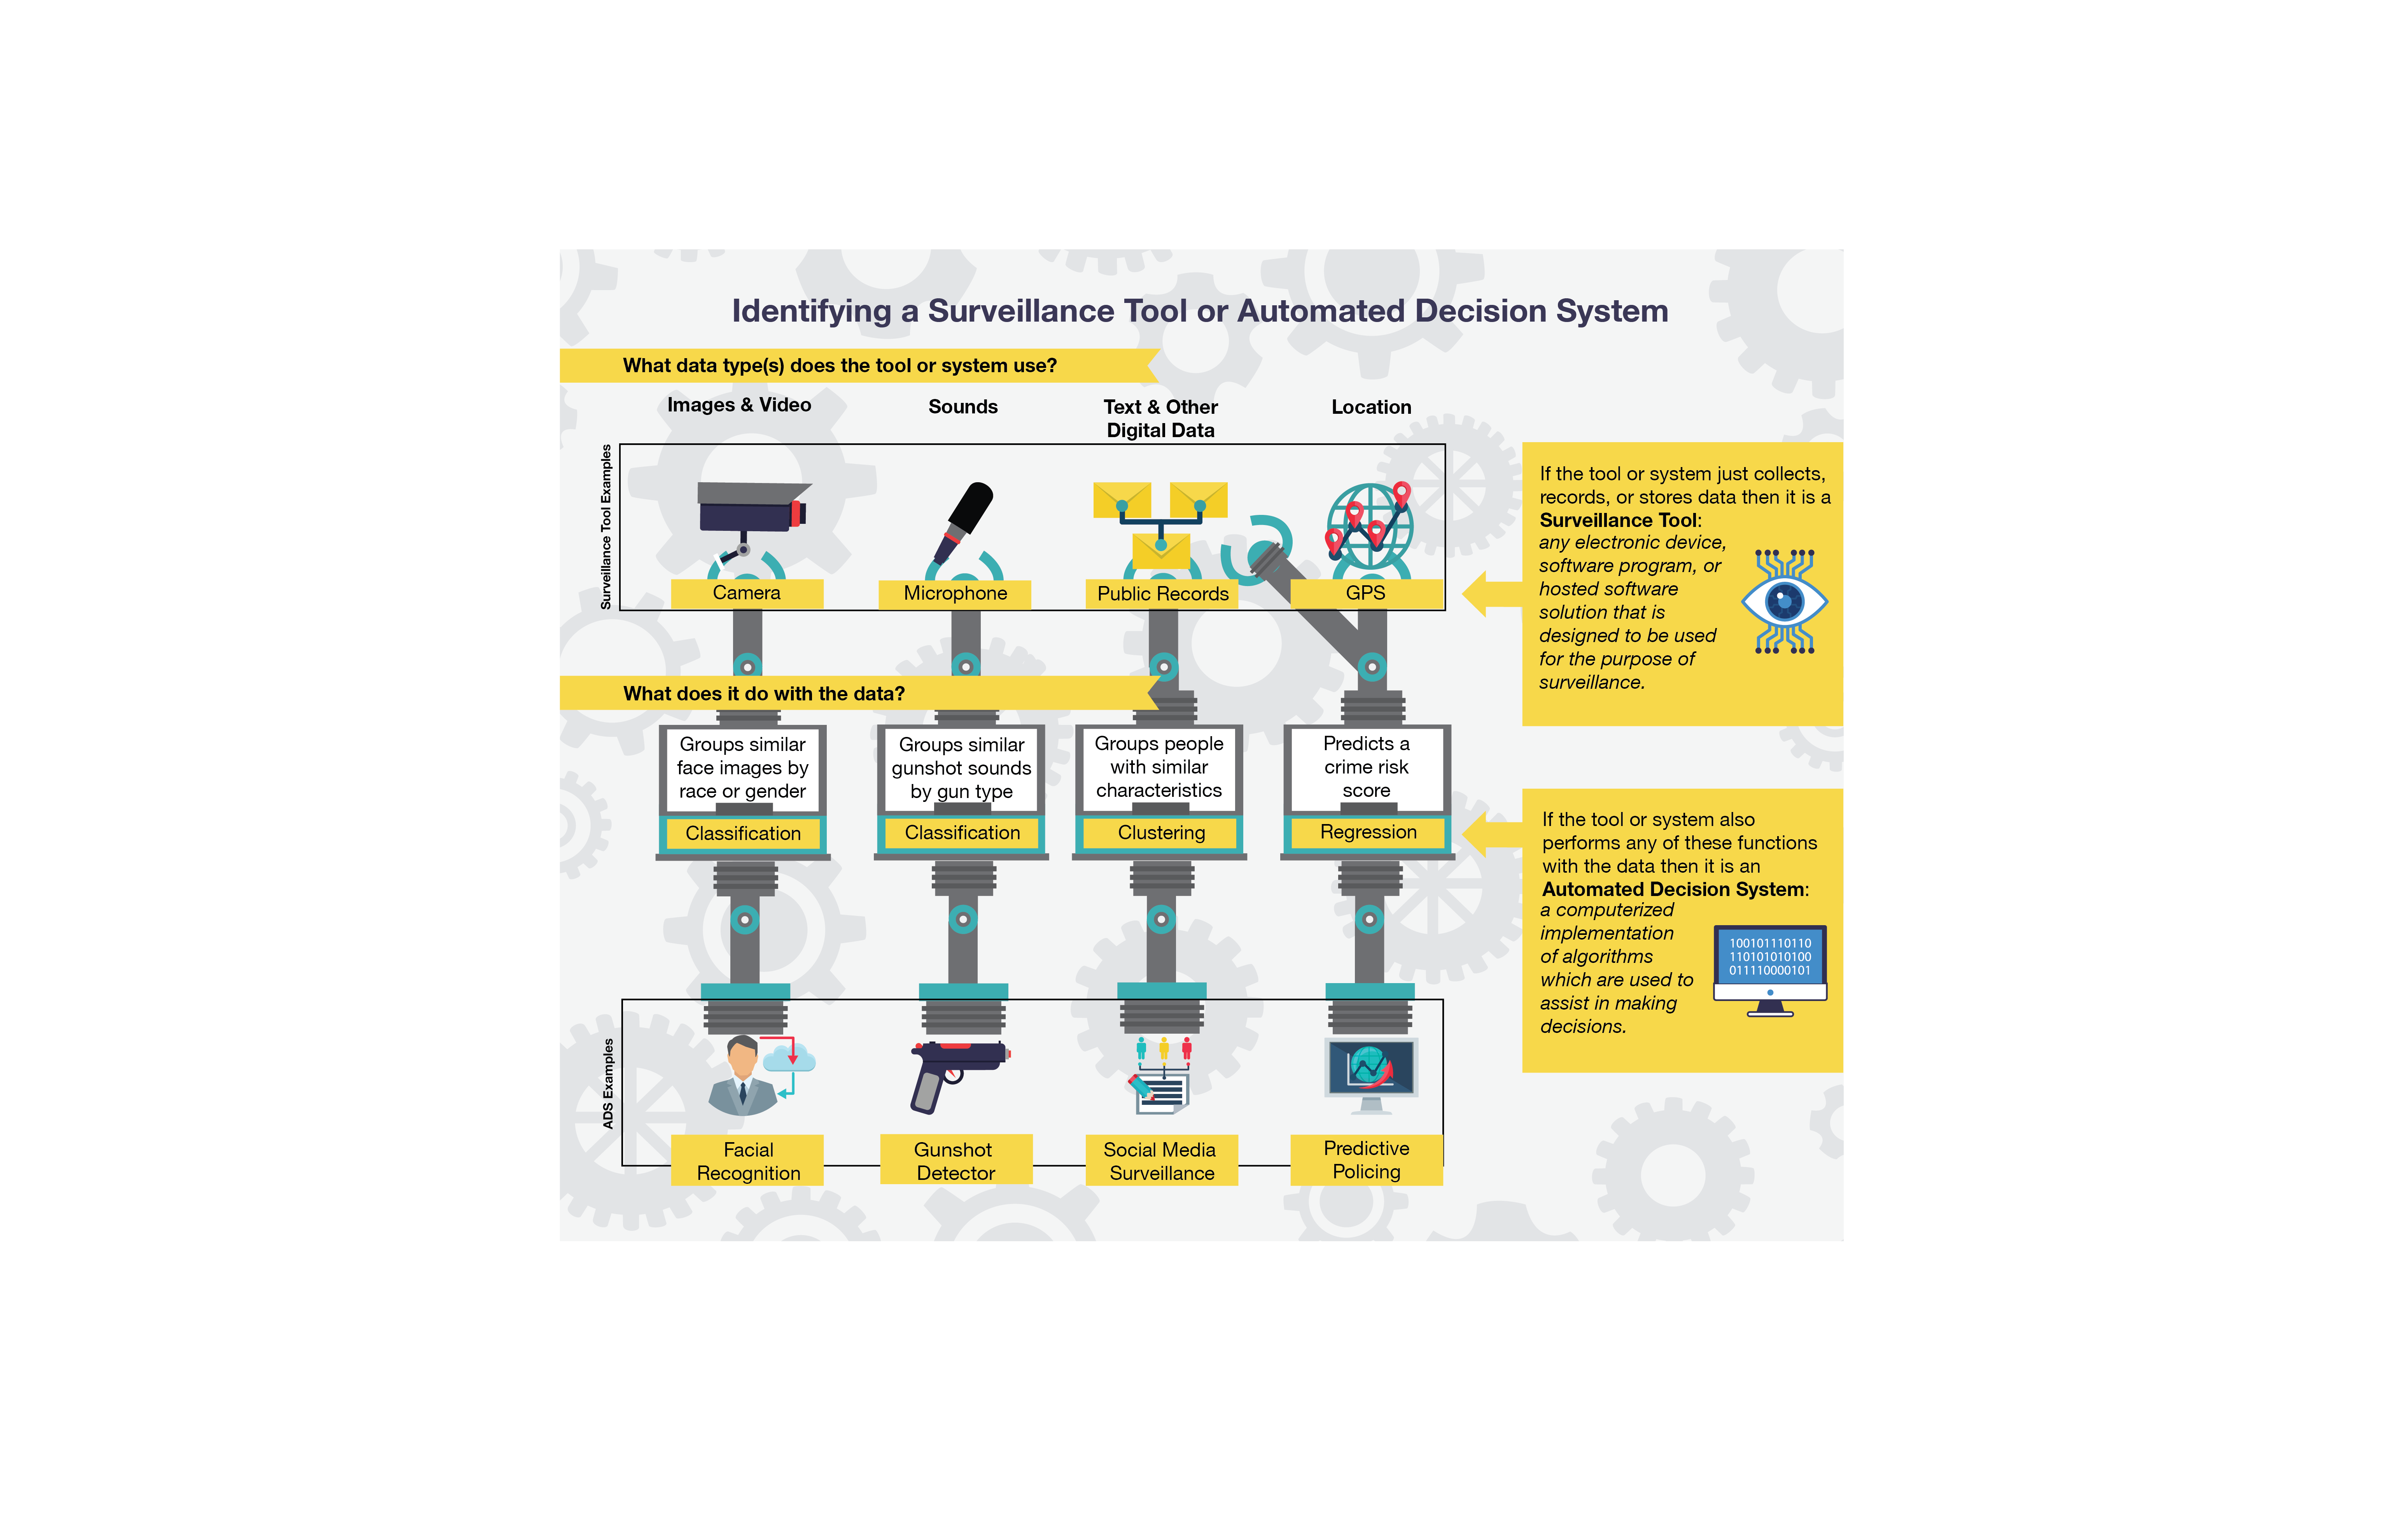 Identifying a Surveillance Tool or Automated Decision System
What data type(s) does the tool or system use?
Images & Video
Sounds
Text & Other
Digital Data
Location
Surveillance Tool Examples
Camera
Microphone
Public Records
GPS
If the tool or system just collects,
records, or stores data then it is a
Surveillance Tool:
any electronic device,
software program, or
hosted software
solution that is
designed to be used
for the purpose of
surveillance.
What does it do with the data?
Groups similar
face images by
race or gender
Classification
Groups similar
gunshot sounds
by gun type
Classification
Groups people
with similar
characteristics
Clustering
Predicts a
crime risk
score
Regression
If the tool or system also
performs any of these functions
with the data then it is an
Automated Decision System:
a computerized
implementation
of algorithms
which are used to
assist in making
decisions.
100101110110
110101010100
011110000101
ADS Examples
Facial
Recognition
Gunshot
Detector
Social Media
Surveillance
Predictive
Policing